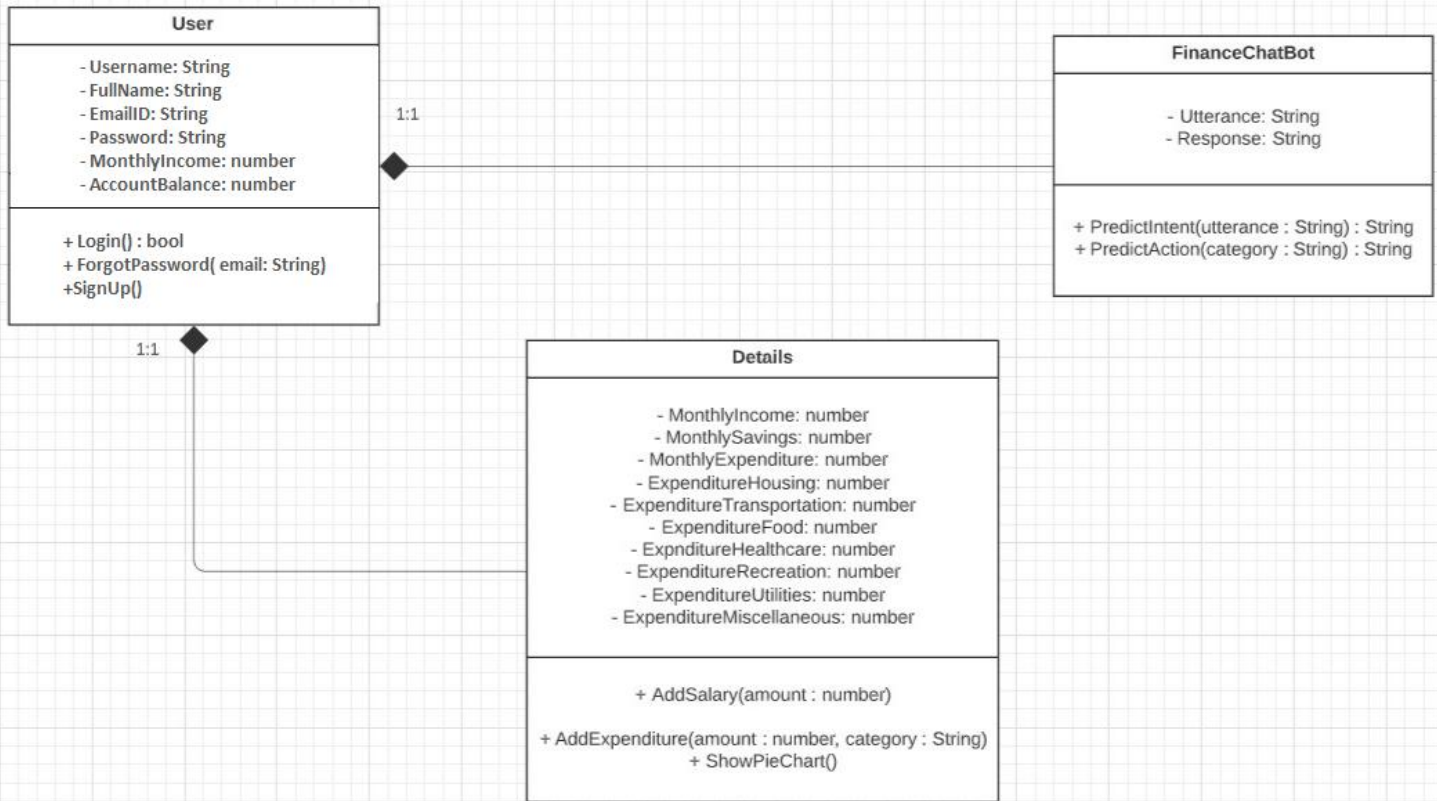 User
- Username: String
- FullName: String
- EmailID: String
- Password: String
- MonthlyIncome: number
- AccountBalance: number
+ Login() : bool
+ ForgotPassword( email: String)
+SignUp()
1:1
1:1
FinanceChatBot
- Utterance: String
- Response: String
+ PredictIntent(utterance : String) : String
+ PredictAction(category : String) : String
Details
- MonthlyIncome: number
- MonthlySavings: number
- MonthlyExpenditure: number
- ExpenditureHousing: number
- ExpenditureTransportation: number
- ExpenditureFood: number
- ExpnditureHealthcare: number
- ExpenditureRecreation: number
- ExpenditureUtilities: number
- ExpenditureMiscellaneous: number
+ AddSalary(amount : number)
+ AddExpenditure(amount : number, category : String)
+ ShowPieChart()